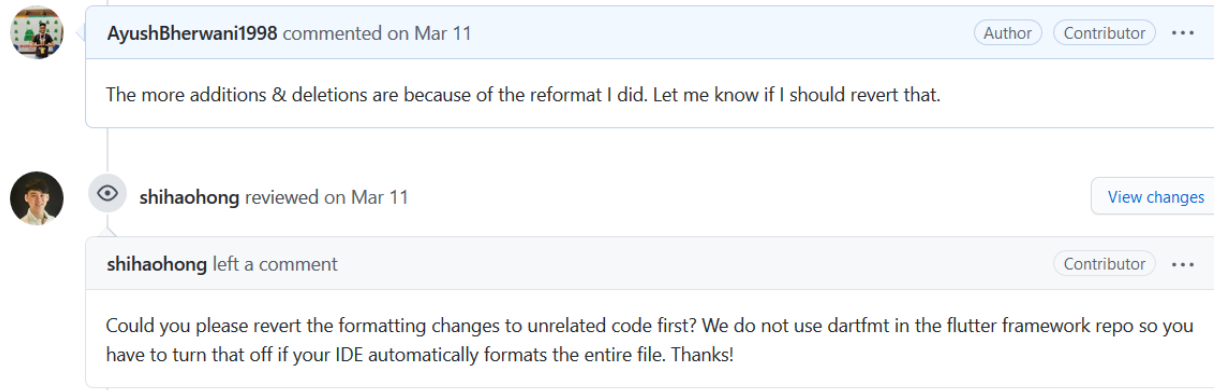 AyushBherwani1998 commented on Mar 11
Author
Contributor
The more additions & deletions are because of the reformat I did. Let me know if I should revert that.
shihaohong reviewed on Mar 11
View changes
shihaohong left a comment
Contributor
Could you please revert the formatting changes to unrelated code first? We do not use dartfmt in the flutter framework repo so you
have to turn that off if your IDE automatically formats the entire file. Thanks!